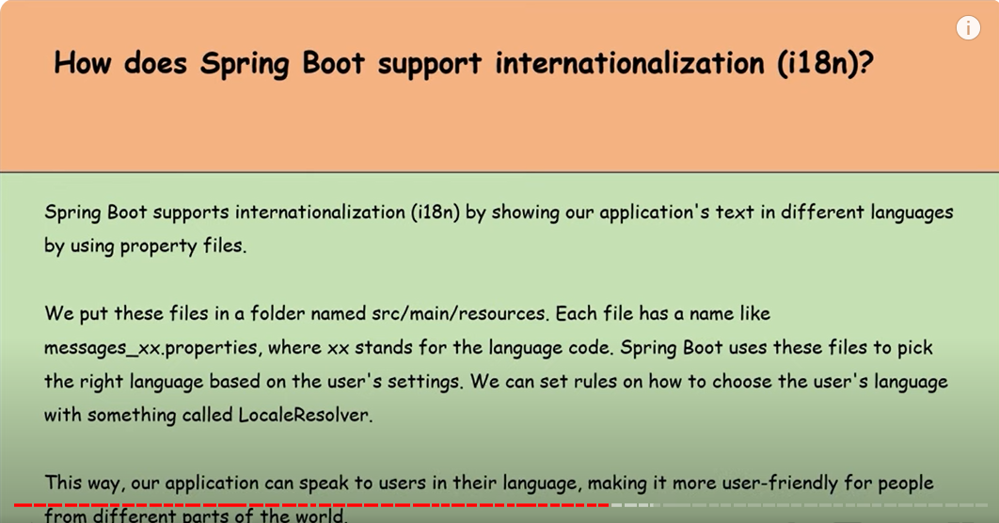 How does Spring Boot support internationalization (i18n)?
Spring Boot supports internationalization (i18n) by showing our application's text in different languages
by using property files.
We put these files in a folder named src/main/resources. Each file has a name like
messages_xx.properties, where xx stands for the language code. Spring Boot uses these files to pick
the right language based on the user's settings. We can set rules on how to choose the user's language
with something called LocaleResolver.
This way, our application can speak to users in their language, making it more user-friendly for people
from different parts of the world.